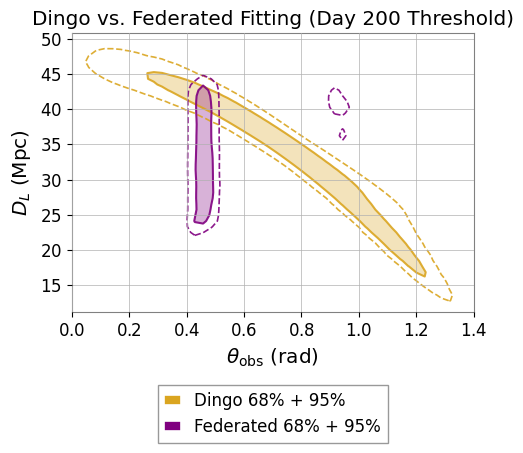 Dingo vs. Federated Fitting (Day 200 Threshold)
50
45
40
35
30
25
20
15
D_L (Mpc)
0.0 0.2 0.4 0.6 0.8 1.0 1.2 1.4
θ_obs (rad)
Dingo 68% + 95%
Federated 68% + 95%